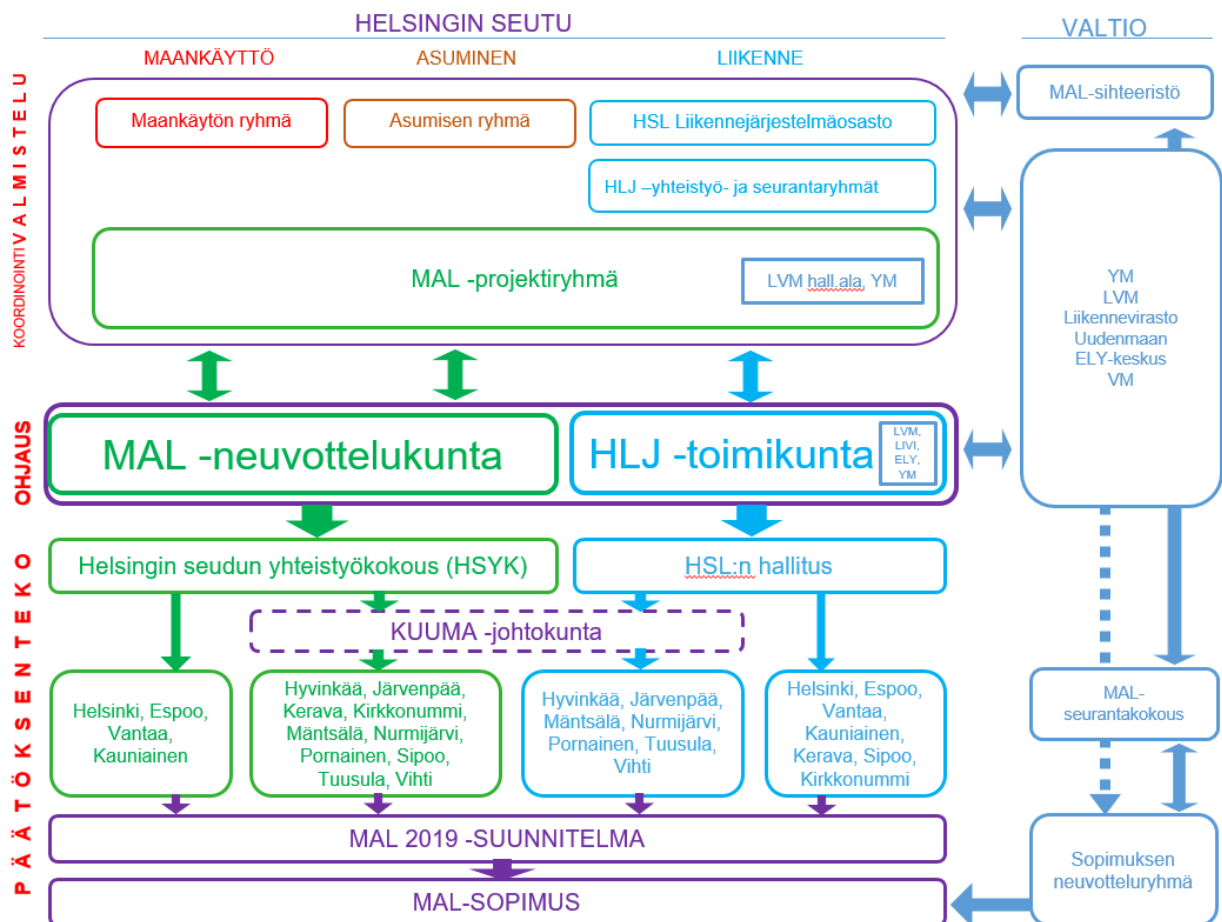 HELSINGIN SEUTU
VALTIO
MAANKÄYTTÖ
ASUMINEN
LIIKENNE
VALMISTELU
KOORDINOINTI
Maankäytön ryhmä
Asumisen ryhmä
HSL Liikennejärjestelmäosasto
MAL-sihteeristö
HLJ –yhteistyö- ja seurantaryhmät
MAL -projektiryhmä
LVM hall.ala, YM
YM
LVM
Liikennevirasto
Uudenmaan
ELY-keskus
VM
OHJAUS
MAL -neuvottelukunta
HLJ -toimikunta
LVM,
LIVI,
ELY,
YM
PÄÄTÖKSENTEKO
Helsingin seudun yhteistyökokous (HSYK)
HSL:n hallitus
KUUMA -johtokunta
Helsinki, Espoo,
Vantaa,
Kauniainen
Hyvinkää, Järvenpää,
Kerava, Kirkkonummi,
Mäntsälä, Nurmijärvi,
Pornainen, Sipoo,
Tuusula, Vihti
Hyvinkää, Järvenpää,
Mäntsälä, Nurmijärvi,
Pornainen, Tuusula,
Vihti
Helsinki, Espoo,
Vantaa,
Kauniainen,
Kerava, Sipoo,
Kirkkonummi
MAL-
seurantakokous
MAL 2019 -SUUNNITELMA
MAL-SOPIMUS
Sopimuksen
neuvotteluryhmä